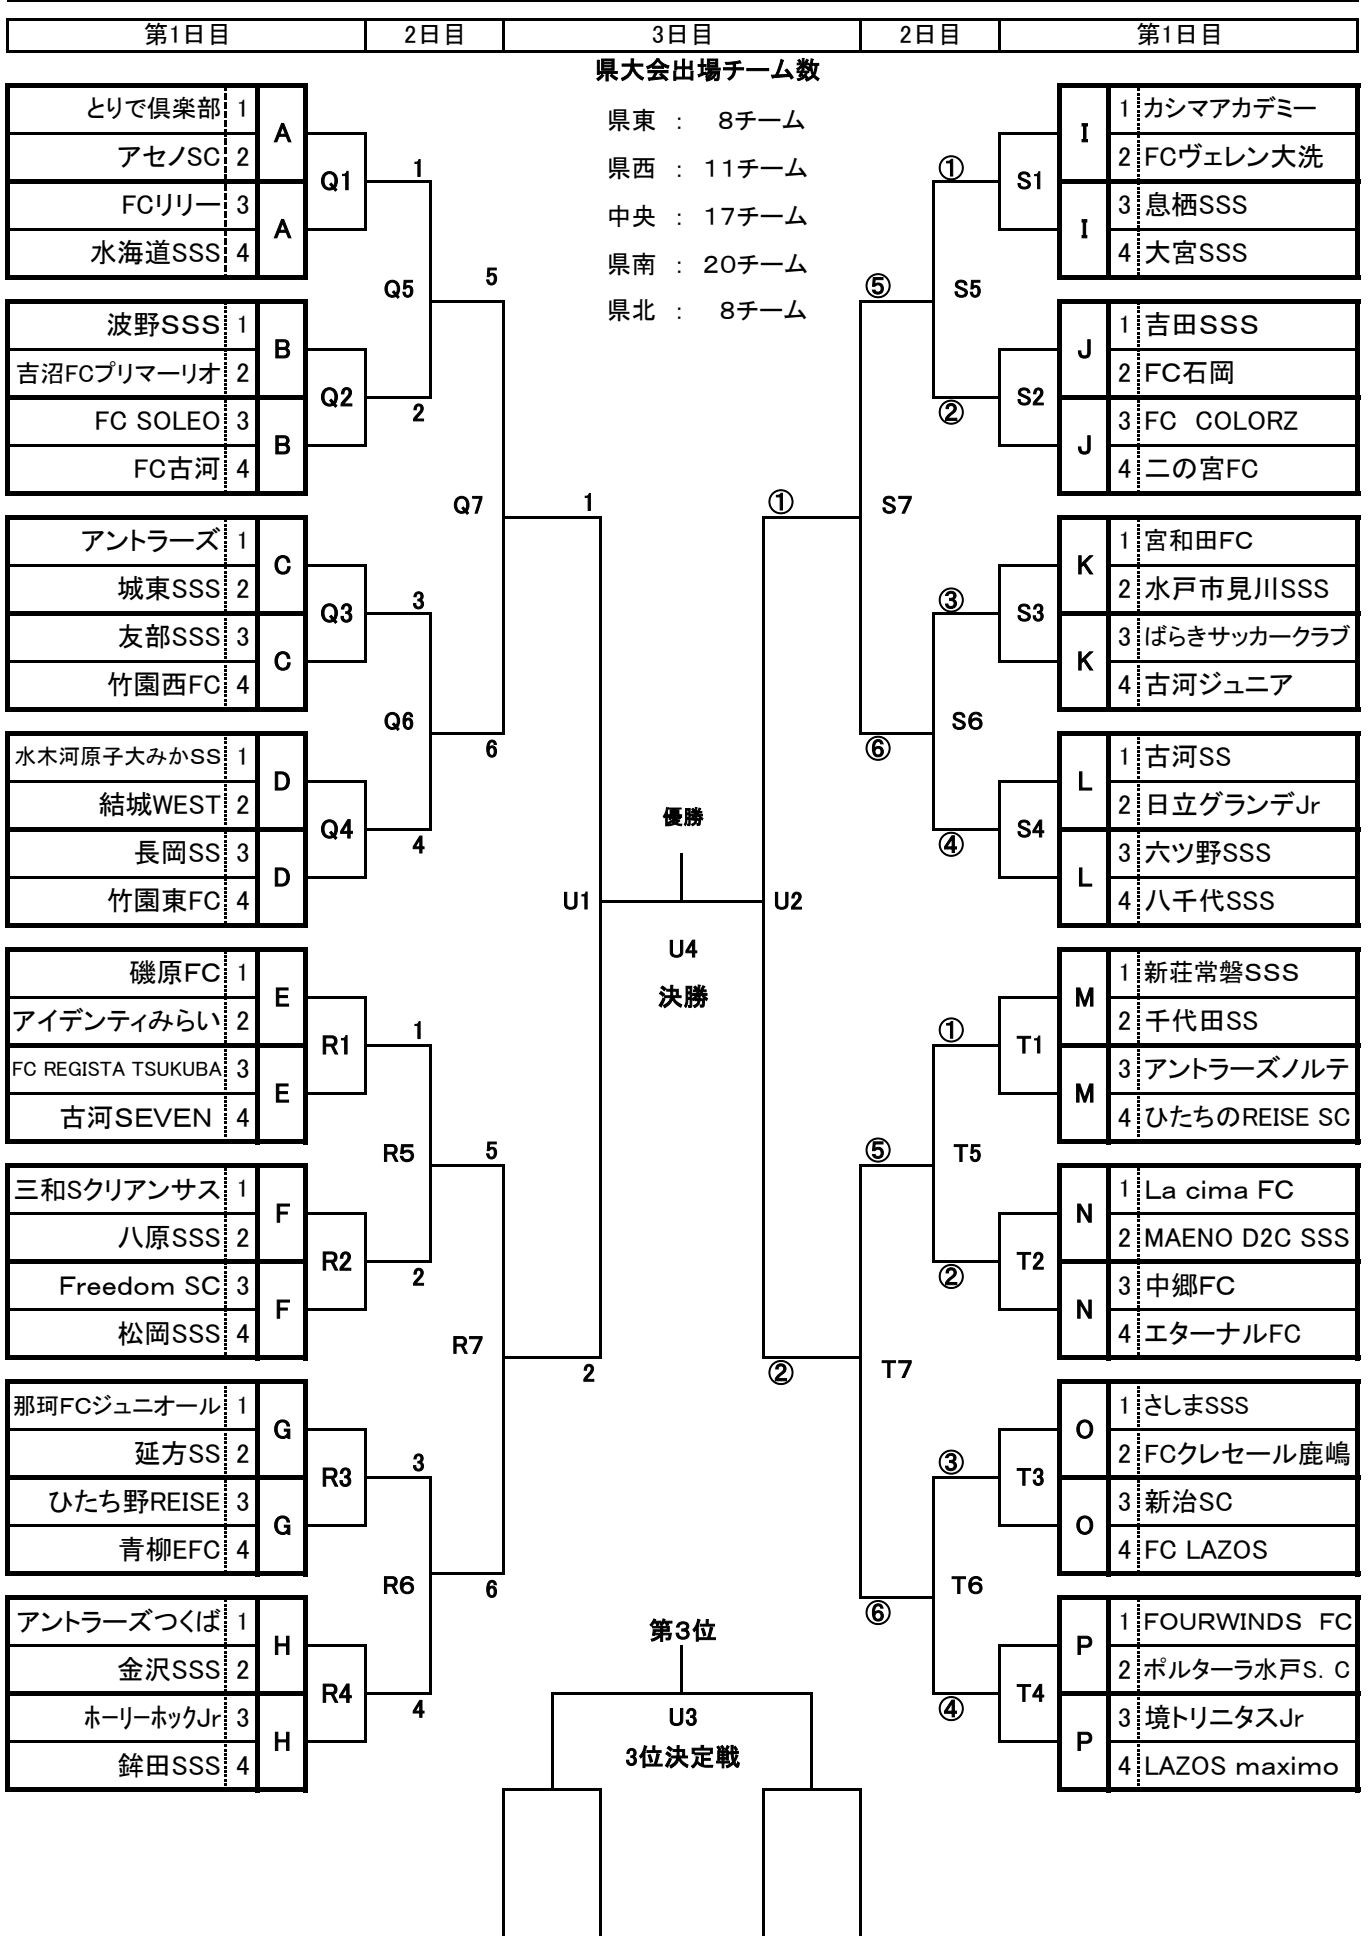 第1日目 2日目 3日目 2日目 第1日目
県大会出場チーム数
県東 : 8チーム
県西 : 11チーム
中央 : 17チーム
県南 : 20チーム
県北 : 8チーム
とりで倶楽部 1 A
アセノSC 2
FCリリー 3 A
水海道SSS 4
Q1
1
波野SSS 1 B
吉沼FCプリマーリオ 2
FC SOLEO 3 B
FC古河 4
Q2
2
Q5
5
アントラーズ 1 C
城東SSS 2
友部SSS 3 C
竹園西FC 4
Q3
3
水木河原子大みかSS 1 D
結城WEST 2
長岡SS 3 D
竹園東FC 4
Q4
4
Q6
6
Q7
1
磯原FC 1 E
アイデンティみらい 2
FC REGISTA TSUKUBA 3 E
古河SEVEN 4
R1
1
三和Sクリアンサス 1 F
八原SSS 2
Freedom SC 3 F
松岡SSS 4
R2
2
R5
5
那珂FCジュニオール 1 G
延方SS 2
ひたち野REISE 3 G
青柳EFC 4
R3
3
アントラーズつくば 1 H
金沢SSS 2
ホーリーホックJr 3 H
鉾田SSS 4
R4
4
R6
6
R7
2
U1
優勝
U4
決勝
U2
第3位
U3
3位決定戦
I 1 カシマアカデミー
2 FCヴェレン大洗
I 3 息栖SSS
4 大宮SSS
S1
①
J 1 吉田SSS
2 FC石岡
J 3 FC COLORZ
4 二の宮FC
S2
②
S5
⑤
K 1 宮和田FC
2 水戸市見川SSS
K 3 ばらきサッカークラブ
4 古河ジュニア
S3
③
L 1 古河SS
2 日立グランデJr
L 3 六ツ野SSS
4 八千代SSS
S4
④
S6
⑥
S7
①
M 1 新荘常磐SSS
2 千代田SS
M 3 アントラーズノルテ
4 ひたちのREISE SC
T1
①
N 1 La cima FC
2 MAENO D2C SSS
N 3 中郷FC
4 エターナルFC
T2
②
T5
⑤
O 1 さしまSSS
2 FCクレセール鹿嶋
O 3 新治SC
4 FC LAZOS
T3
③
P 1 FOURWINDS FC
2 ポルターラ水戸S.C
P 3 境トリニタスJr
4 LAZOS maximo
T4
④
T6
⑥
T7
②